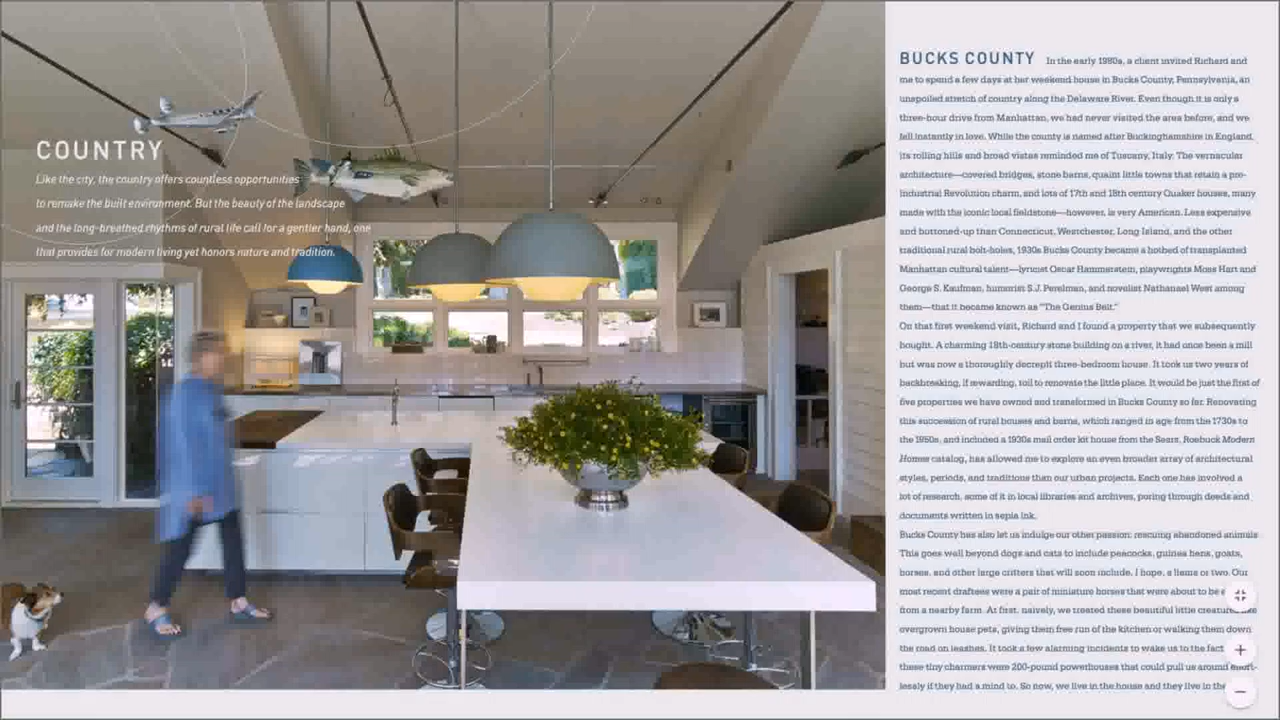 COUNTRY
Like the city, the country offers countless opportunities
to remake the built environment. But the beauty of the landscape
and the long-breathed rhythms of rural life call for a gentler hand, one
that provides for modern living yet honors nature and tradition.
BUCKS COUNTY In the early 1980s, a client invited Richard and
me to spend a few days at her weekend house in Bucks County, Pennsylvania, an
unspoiled stretch of country along the Delaware River. Even though it is only a
three-hour drive from Manhattan, we had never visited the area before, and we
fell instantly in love. While the county is named after Buckinghamshire in England,
its rolling hills and broad vistas reminded me of Tuscany, Italy. The vernacular
architecture—covered bridges, stone barns, quaint little towns that retain a pre-
Industrial Revolution charm, and lots of 17th and 18th century Quaker houses, many
made with the iconic local fieldstone—however, is very American. Less expensive
and buttoned-up than Connecticut, Westchester, Long Island, and the other
traditional rural bolt-holes, 1930s Bucks County became a hotbed of transplanted
Manhattan cultural talent—lyricist Oscar Hammerstein, playwrights Moss Hart and
George S. Kaufman, humorist S.J. Perelman, and novelist Nathanael West among
them—that it became known as "The Genius Belt."
On that first weekend visit, Richard and I found a property that we subsequently
bought. A charming 18th-century stone building on a river, it had once been a mill
but was now a thoroughly decrepit three-bedroom house. It took us two years of
backbreaking, if rewarding, toil to renovate the little place. It would be just the first of
five properties we have owned and transformed in Bucks County so far. Renovating
this succession of rural houses and barns, which ranged in age from the 1730s to
the 1950s, and included a 1930s mail order kit house from the Sears, Roebuck Modern
Homes catalog, has allowed me to explore an even broader array of architectural
styles, periods, and traditions than our urban projects. Each one has involved a
lot of research, some of it in local libraries and archives, poring through deeds and
documents written in sepia ink.
Bucks County has also let us indulge our other passion: rescuing abandoned animals
This goes well beyond dogs and cats to include peacocks, guinea hens, goats,
horses, and other large critters that will soon include, I hope, a llama or two. Our
most recent draftees were a pair of miniature horses that were about to be
from a nearby farm. At first, naively, we treated these beautiful little creatures like
overgrown house pets, giving them free run of the kitchen or walking them down
the road on leashes. It took a few alarming incidents to wake us to the fact
these tiny charmers were 200-pound powerhouses that could pull us around effort-
lessly if they had a mind to. So now, we live in the house and they live in the